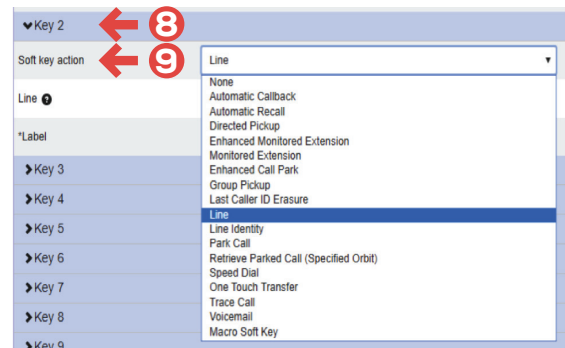 Key 2 8
Soft key action 9 Line
None
Automatic Callback
Automatic Recall
Directed Pickup
Enhanced Monitored Extension
Monitored Extension
Enhanced Call Park
Group Pickup
Last Caller ID Erasure
Line
Line Identity
Park Call
Retrieve Parked Call (Specified Orbit)
Speed Dial
One Touch Transfer
Trace Call
Voicemail
Macro Soft Key
Line ?
*Label
Key 3
Key 4
Key 5
Key 6
Key 7
Key 8
Key 9